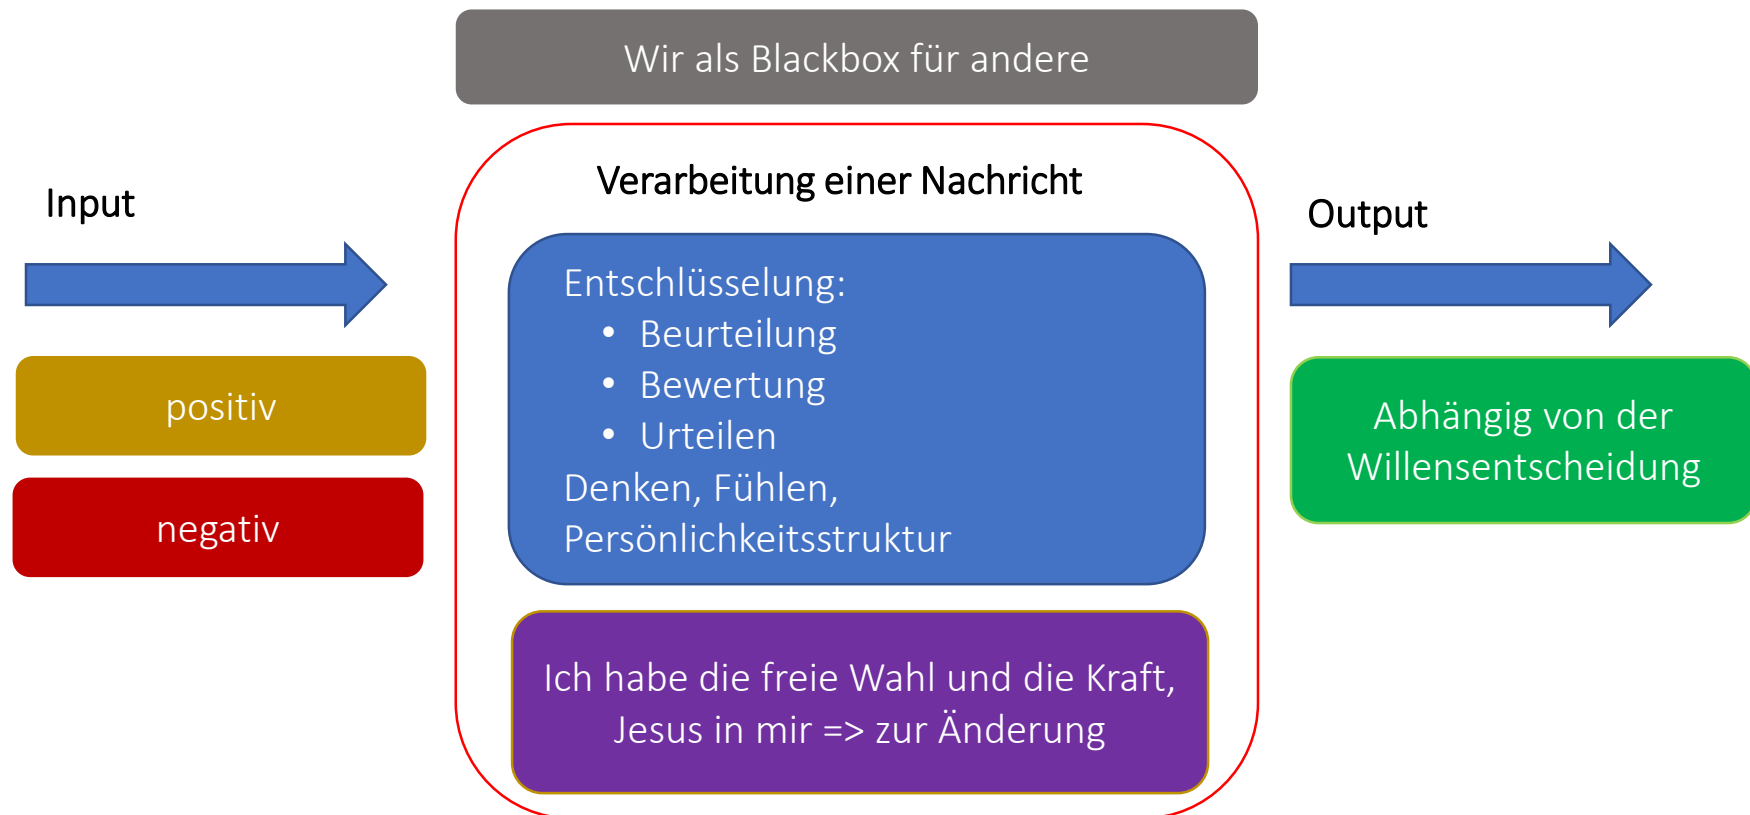 Wir als Blackbox für andere
Input
positiv
negativ
Verarbeitung einer Nachricht
Entschlüsselung:
• Beurteilung
• Bewertung
• Urteilen
Denken, Fühlen,
Persönlichkeitsstruktur
Ich habe die freie Wahl und die Kraft,
Jesus in mir => zur Änderung
Output
Abhängig von der
Willensentscheidung